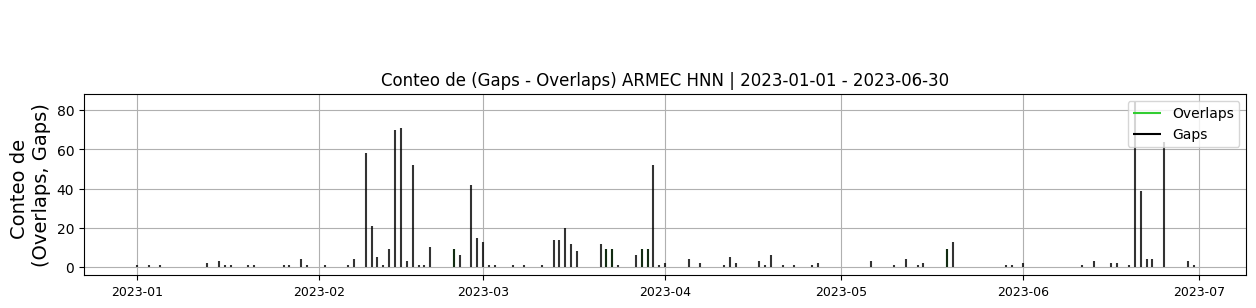 Conteo de (Gaps - Overlaps) ARMEC HNN | 2023-01-01 - 2023-06-30
Conteo de
(Overlaps, Gaps)
80
60
40
20
0
Overlaps
Gaps
2023-01
2023-02
2023-03
2023-04
2023-05
2023-06
2023-07